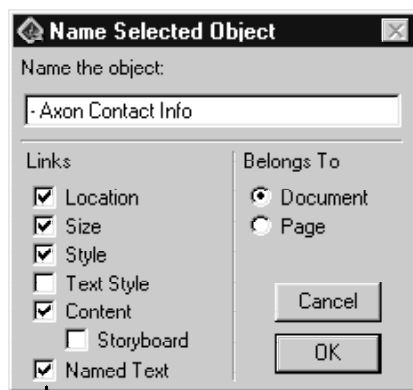 Name Selected Object
Name the object:
- Axon Contact Info
Links
Location
Size
Style
Text Style
Content
Storyboard
Named Text
Belongs To
Document
Page
Cancel
OK